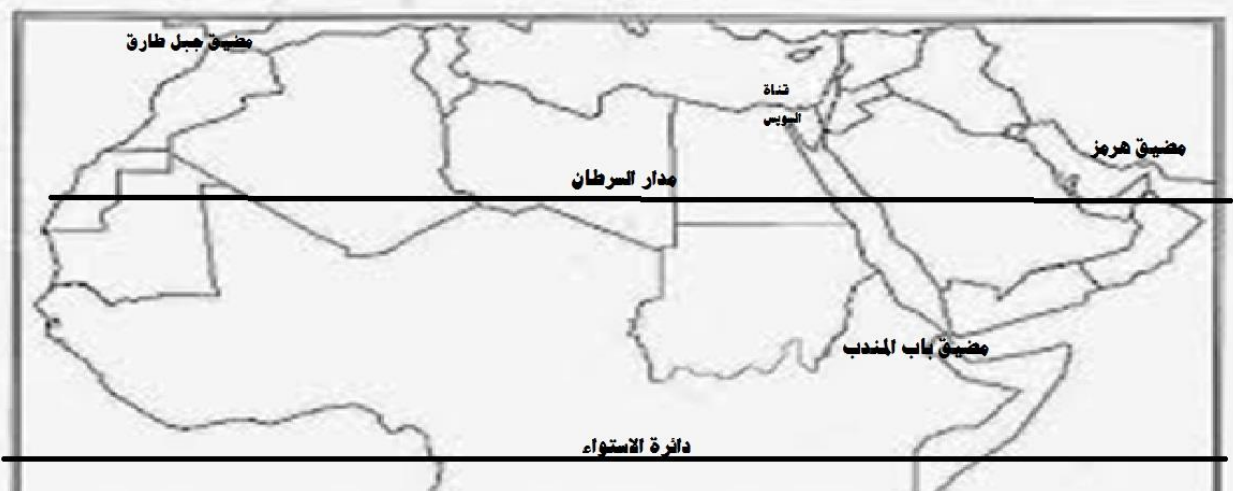 مضيق جبل طارق
قناة
السويس
مضيق هرمز
مدار السرطان
مضيق باب المندب
دائرة الاستواء